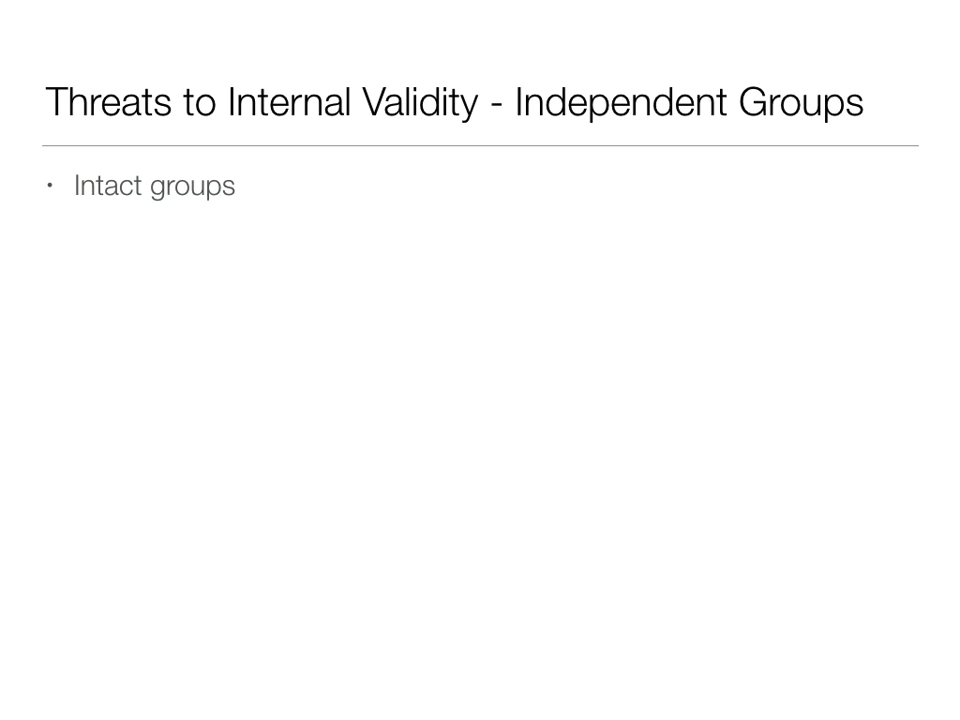 Threats to Internal Validity - Independent Groups
• Intact groups